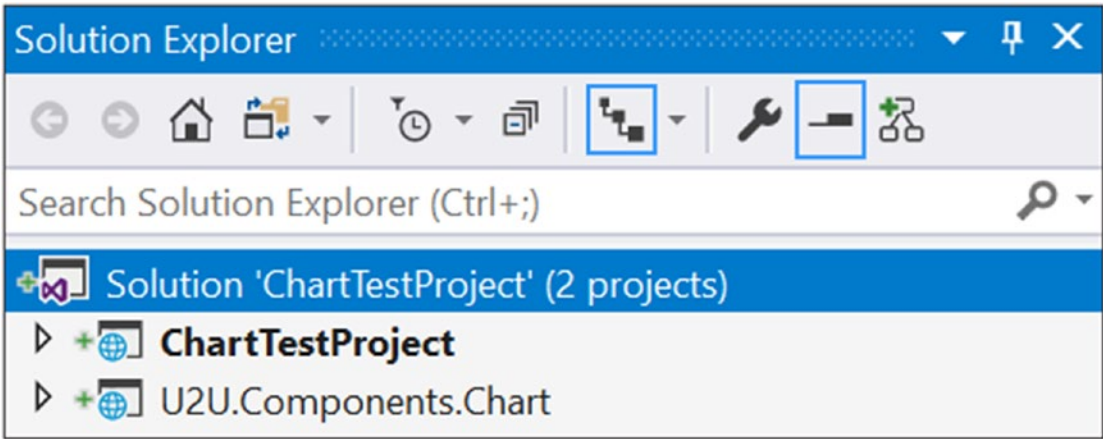 Solution Explorer
Search Solution Explorer (Ctrl+;)
Solution 'ChartTestProject' (2 projects)
ChartTestProject
U2U.Components.Chart